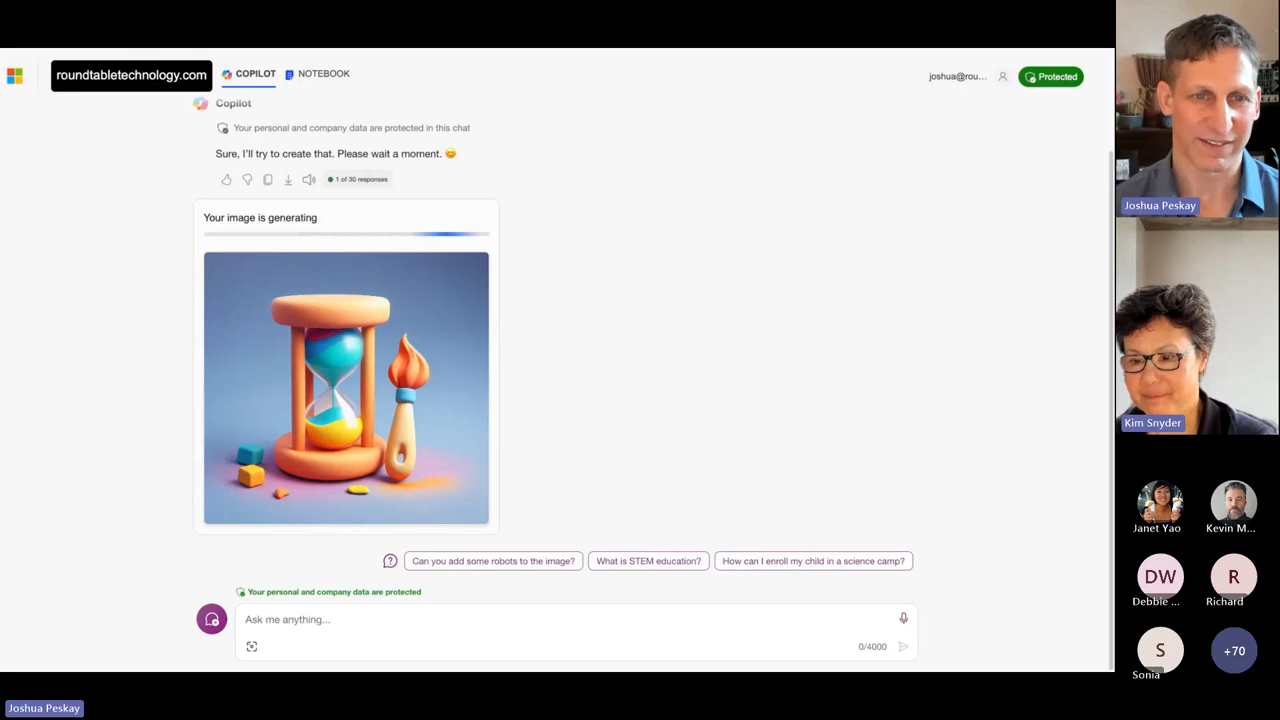 roundtabletechnology.com
COPILOT
NOTEBOOK
joshua@rou...
Protected
Copilot
Your personal and company data are protected in this chat
Sure, I'll try to create that. Please wait a moment. 😊
1 of 30 responses
Your image is generating
Can you add some robots to the image?
What is STEM education?
How can I enroll my child in a science camp?
Your personal and company data are protected
Ask me anything...
0/4000
Joshua Peskay
Kim Snyder
Janet Yao
Kevin M...
DW
R
Debbie ...
Richard
S
+70
Sonia
Joshua Peskay